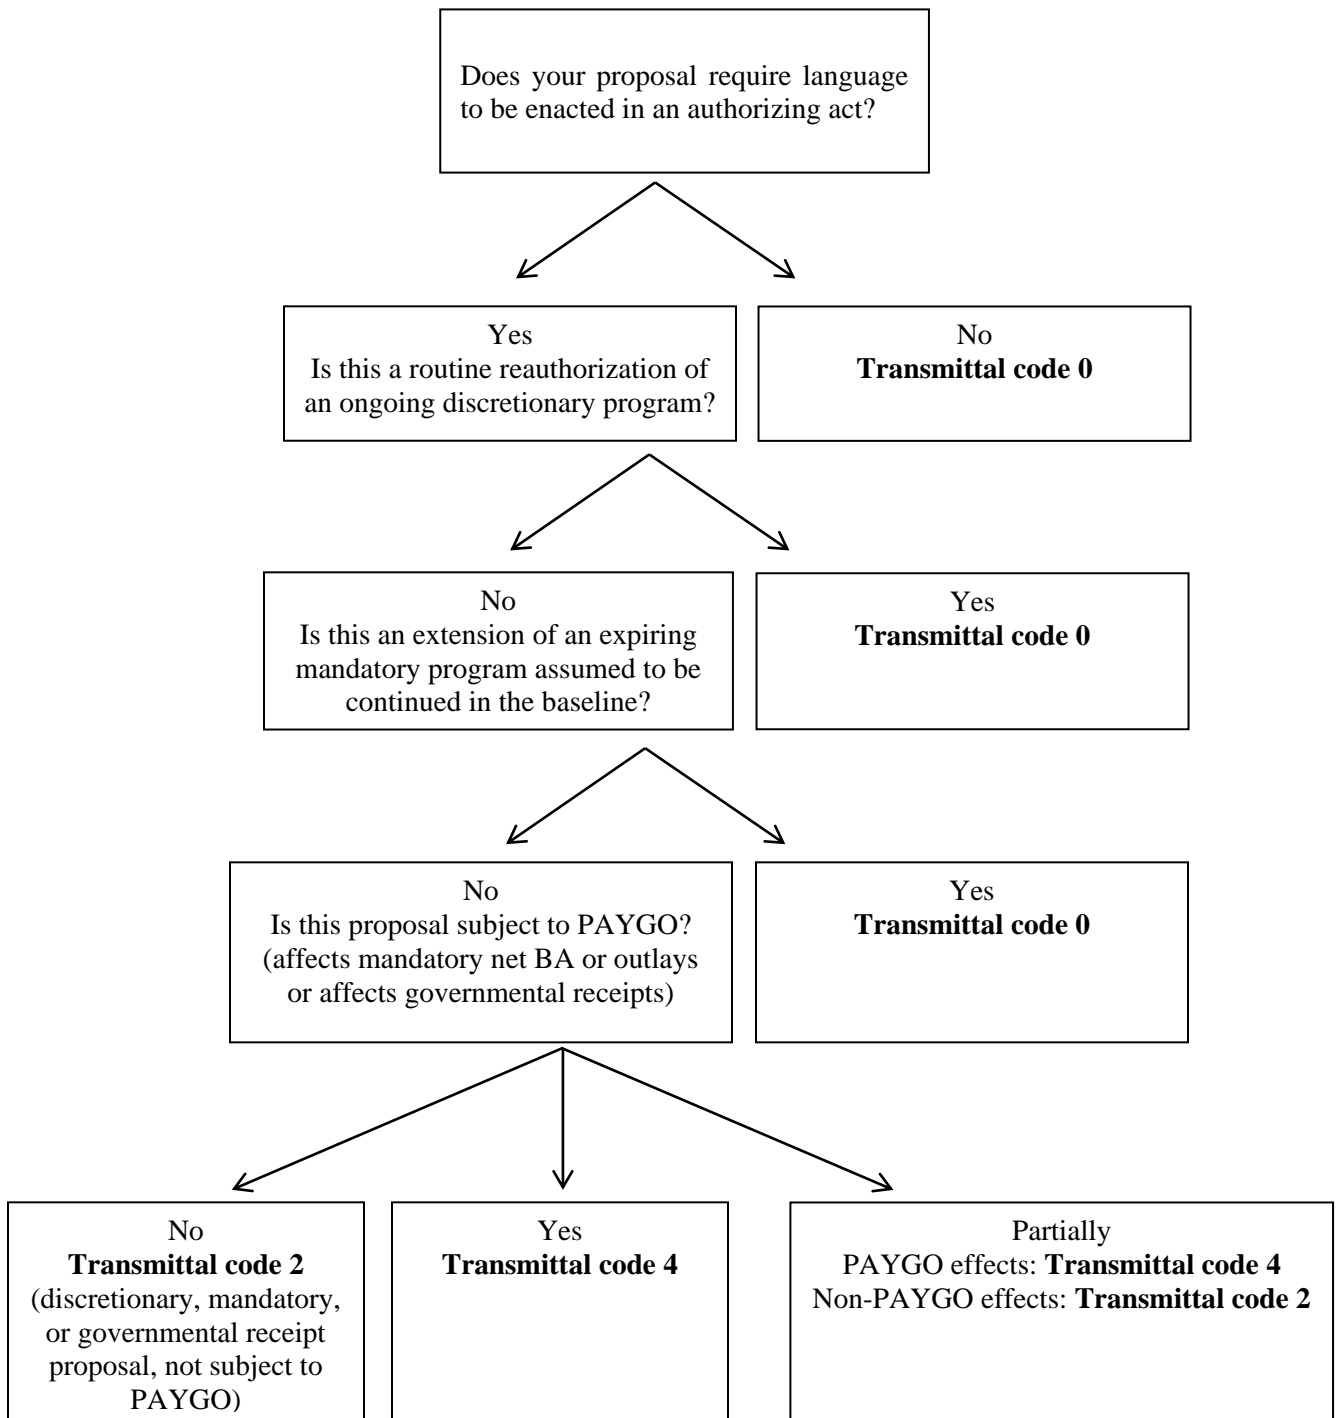 Does your proposal require language
to be enacted in an authorizing act?
Yes
Is this a routine reauthorization of
an ongoing discretionary program?
No
Transmittal code 0
No
Is this an extension of an expiring
mandatory program assumed to be
continued in the baseline?
Yes
Transmittal code 0
No
Is this proposal subject to PAYGO?
(affects mandatory net BA or outlays
or affects governmental receipts)
Yes
Transmittal code 0
No
Transmittal code 2
(discretionary, mandatory,
or governmental receipt
proposal, not subject to
PAYGO)
Yes
Transmittal code 4
Partially
PAYGO effects: Transmittal code 4
Non-PAYGO effects: Transmittal code 2